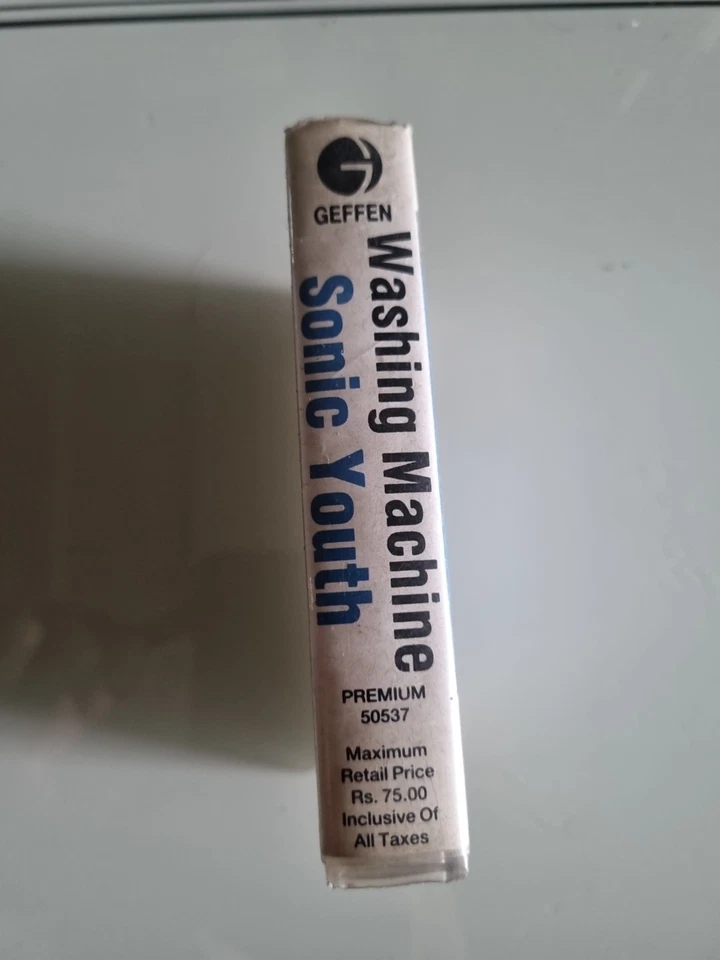 GEFFEN
Washing Machine
Sonic Youth
PREMIUM
50537
Maximum
Retail Price
Rs. 75.00
Inclusive Of
All Taxes